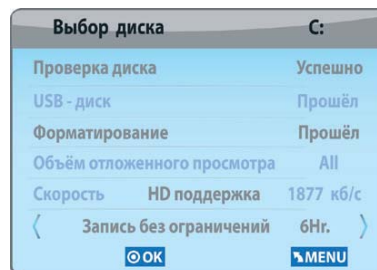 Выбор диска C:
Проверка диска Успешно
USB - диск Прошёл
Форматирование Прошёл
Объём отложенного просмотра All
Скорость HD поддержка 1877 кб/с
Запись без ограничений 6Hr.
OK MENU